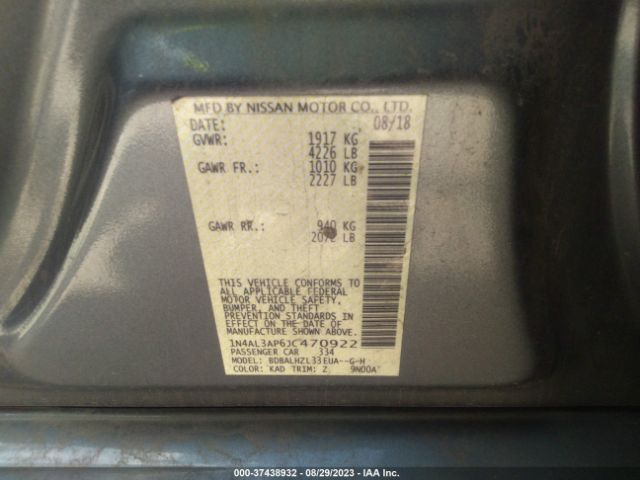 MFD BY NISSAN MOTOR CO., LTD.
DATE: 08/18
GVWR: 1917 KG
4226 LB
GAWR FR.: 1010 KG
2227 LB
GAWR RR.: 940 KG
2072 LB
THIS VEHICLE CONFORMS TO
ALL APPLICABLE FEDERAL
MOTOR VEHICLE SAFETY,
BUMPER, AND THEFT
PREVENTION STANDARDS IN
EFFECT ON THE DATE OF
MANUFACTURE SHOWN ABOVE.
1N4AL3AP6JC470922
PASSENGER CAR 334
MODEL: BDBALHZL33EUA--G-H
COLOR: KAD TRIM: Z 9N00A
000-37438932 - 08/29/2023 - IAA Inc.